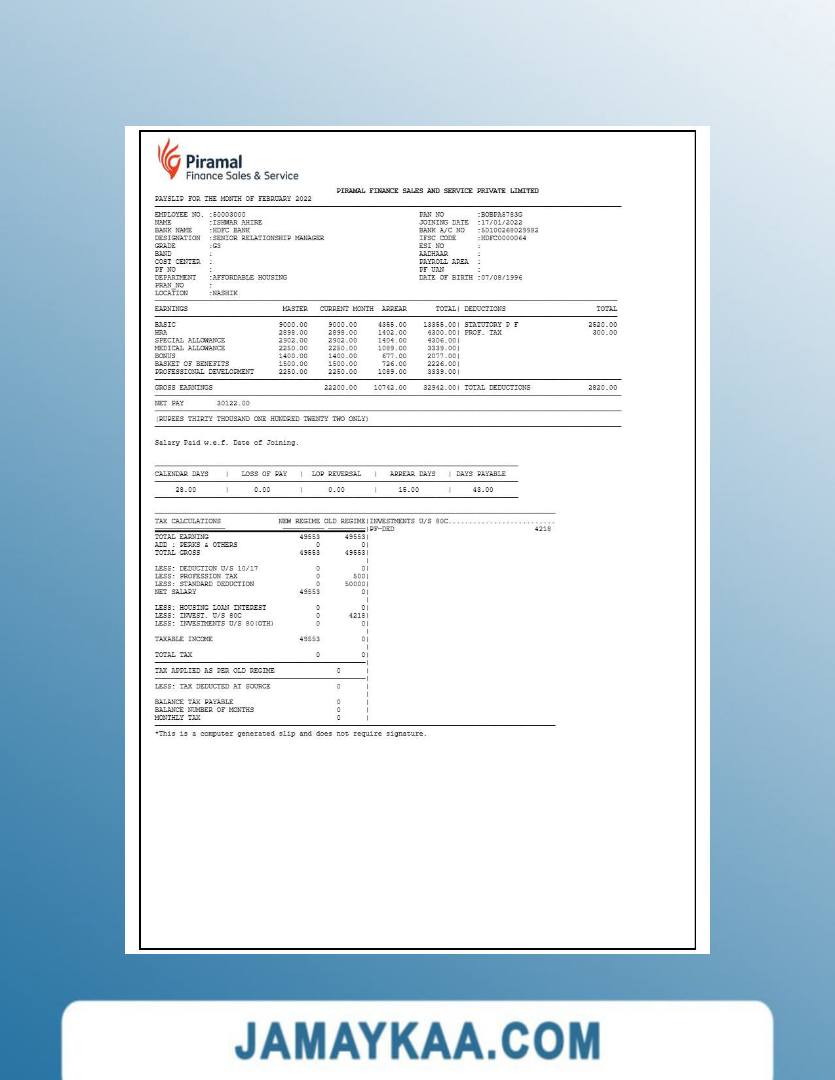 Piramal
Finance Sales & Service
PIRAMAL FINANCE SALES AND SERVICE PRIVATE LIMITED
PAYSLIP FOR THE MONTH OF FEBRUARY 2022
EMPLOYEE NO. :50003000 PAN NO :BOBPA8783G
NAME :ISHWAR AHIRE JOINING DATE :17/01/2022
BANK NAME :HDFC BANK BANK A/C NO :50100268029982
DESIGNATION :SENIOR RELATIONSHIP MANAGER IFSC CODE :HDFC0000064
GRADE :GS ESI NO :
BAND : AADHAAR :
COST CENTER : PAYROLL AREA :
PF NO : PF UAN :
DEPARTMENT :AFFORDABLE HOUSING DATE OF BIRTH :07/08/1996
PRAN_NO :
LOCATION :NASHIK
EARNINGS MASTER CURRENT MONTH ARREAR TOTAL| DEDUCTIONS TOTAL
BASIC 9000.00 9000.00 4355.00 13355.00| STATUTORY P F 2520.00
HRA 2898.00 2898.00 1402.00 4300.00| PROF. TAX 300.00
SPECIAL ALLOWANCE 2902.00 2902.00 1404.00 4306.00|
MEDICAL ALLOWANCE 2250.00 2250.00 1089.00 3339.00|
BONUS 1400.00 1400.00 677.00 2077.00|
BASKET OF BENEFITS 1500.00 1500.00 726.00 2226.00|
PROFESSIONAL DEVELOPMENT 2250.00 2250.00 1089.00 3339.00|
GROSS EARNINGS 22200.00 10742.00 32942.00| TOTAL DEDUCTIONS 2820.00
NET PAY 30122.00
(RUPEES THIRTY THOUSAND ONE HUNDRED TWENTY TWO ONLY)
Salary Paid w.e.f. Date of Joining.
CALENDAR DAYS | LOSS OF PAY | LOP REVERSAL | ARREAR DAYS | DAYS PAYABLE
28.00 | 0.00 | 0.00 | 15.00 | 43.00
TAX CALCULATIONS NEW REGIME OLD REGIME|INVESTMENTS U/S 80C..........................
|PF-DED 4218
TOTAL EARNING 49553 49553|
ADD : PERKS & OTHERS 0 0|
TOTAL GROSS 49553 49553|
LESS: DEDUCTION U/S 10/17 0 0|
LESS: PROFESSION TAX 0 500|
LESS: STANDARD DEDUCTION 0 50000|
NET SALARY 49553 0|
LESS: HOUSING LOAN INTEREST 0 0|
LESS: INVEST. U/S 80C 0 4218|
LESS: INVESTMENTS U/S 80(OTH) 0 0|
TAXABLE INCOME 49553 0|
TOTAL TAX 0 0|
TAX APPLIED AS PER OLD REGIME 0 |
LESS: TAX DEDUCTED AT SOURCE 0 |
BALANCE TAX PAYABLE 0 |
BALANCE NUMBER OF MONTHS 0 |
MONTHLY TAX 0 |
*This is a computer generated slip and does not require signature.
JAMAYKAA.COM